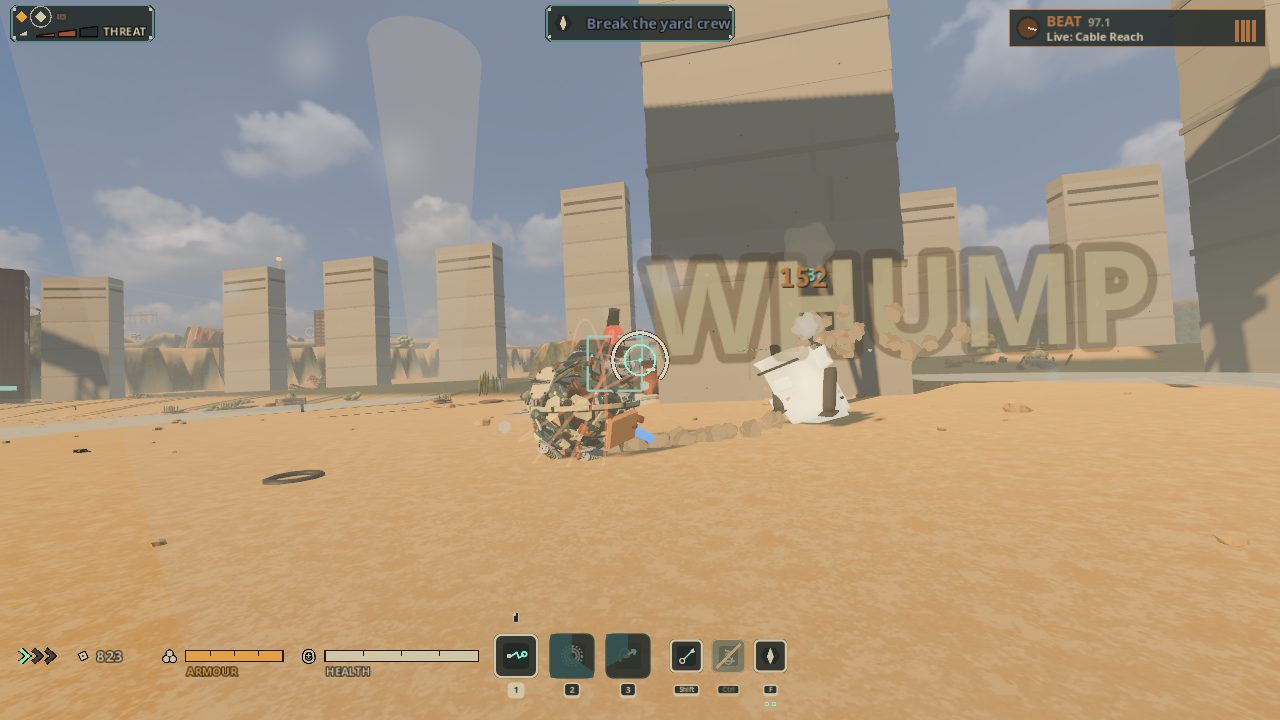 THREAT
Break the yard crew
BEAT 97.1
Live: Cable Reach
WHUMP
152
823
ARMOUR
HEALTH
1
2
3
Shift
Ctrl
F